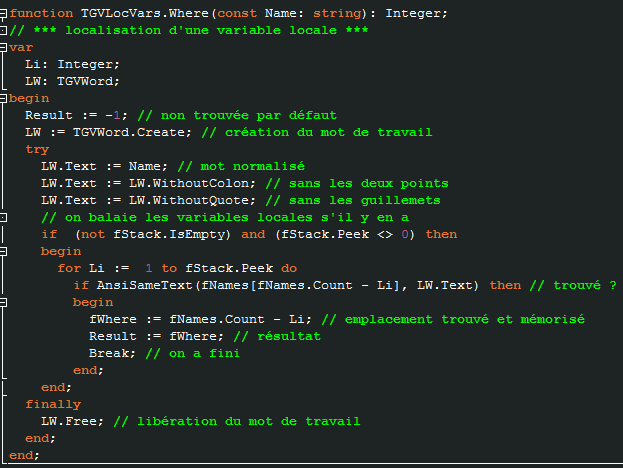 function TGVLocVars.Where(const Name: string): Integer;
// *** localisation d'une variable locale ***
var
  Li: Integer;
  LW: TGVWord;
begin
  Result := -1; // non trouvée par défaut
  LW := TGVWord.Create; // création du mot de travail
  try
    LW.Text := Name; // mot normalisé
    LW.Text := LW.WithoutColon; // sans les deux points
    LW.Text := LW.WithoutQuote; // sans les guillemets
    // on balaie les variables locales s'il y en a
    if  (not fStack.IsEmpty) and (fStack.Peek <> 0) then
    begin
      for Li :=  1 to fStack.Peek do
        if AnsiSameText(fNames[fNames.Count - Li], LW.Text) then // trouvé ?
        begin
          fWhere := fNames.Count - Li; // emplacement trouvé et mémorisé
          Result := fWhere; // résultat
          Break; // on a fini
        end;
    end;
  finally
    LW.Free; // libération du mot de travail
  end;
end;